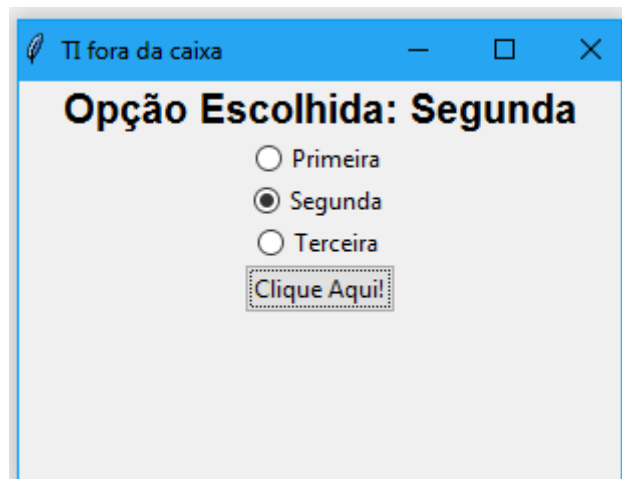 TI fora da caixa
Opção Escolhida: Segunda
Primeira
Segunda
Terceira
Clique Aqui!